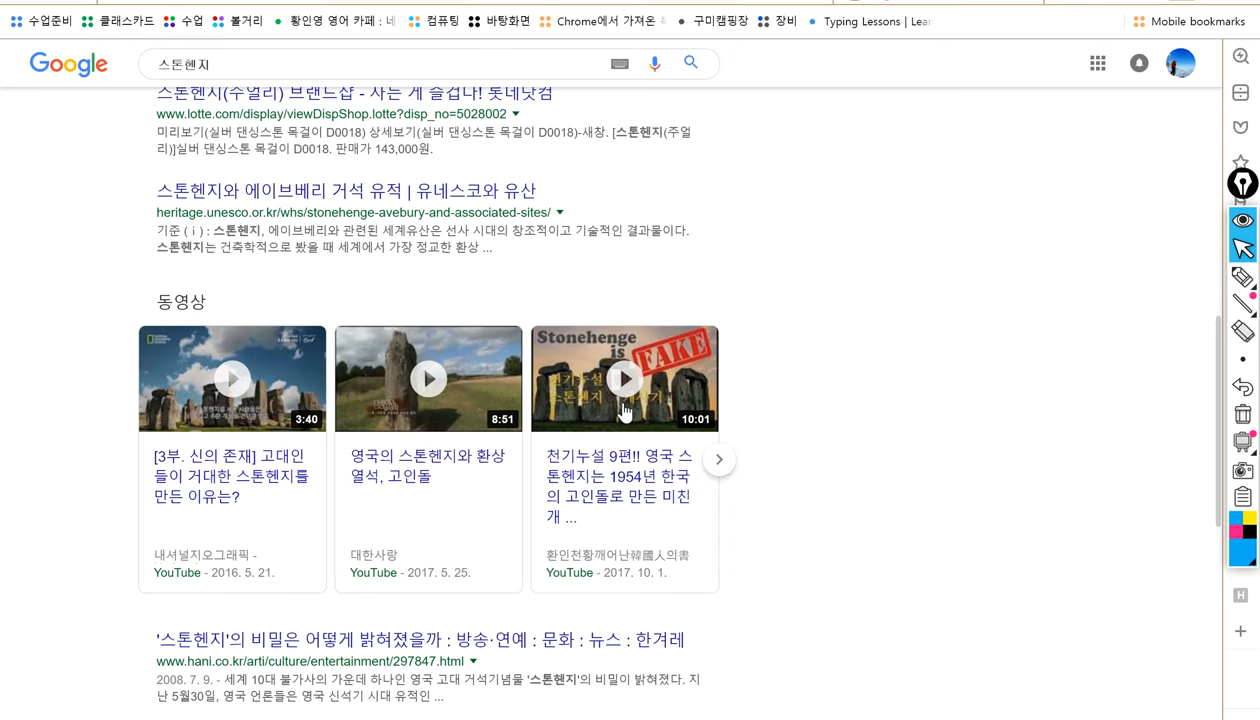 수업준비 클래스카드 수업 볼거리 황인영 영어 카페 : 네 컴퓨팅 바탕화면 Chrome에서 가져온 구미캠핑장 장비 Typing Lessons | Lear Mobile bookmarks
Google 스톤헨지
스톤헨지(주얼리) 브랜드샵 - 사는 게 즐겁다! 롯데닷컴
www.lotte.com/display/viewDispShop.lotte?disp_no=5028002
미리보기(실버 댄싱스톤 목걸이 D0018) 상세보기(실버 댄싱스톤 목걸이 D0018)-새창. [스톤헨지(주얼
리)]실버 댄싱스톤 목걸이 D0018. 판매가 143,000원.
스톤헨지와 에이브베리 거석 유적 | 유네스코와 유산
heritage.unesco.or.kr/whs/stonehenge-avebury-and-associated-sites/
기준 ( i ) : 스톤헨지, 에이브베리와 관련된 세계유산은 선사 시대의 창조적이고 기술적인 결과물이다.
스톤헨지는 건축학적으로 봤을 때 세계에서 가장 정교한 환상 ...
동영상
3:40
[3부. 신의 존재] 고대인
들이 거대한 스톤헨지를
만든 이유는?
내셔널지오그래픽 -
YouTube - 2016. 5. 21.
8:51
영국의 스톤헨지와 환상
열석, 고인돌
대한사랑
YouTube - 2017. 5. 25.
Stonehenge
is
FAKE
천기누설
스톤헨지
10:01
천기누설 9편!! 영국 스
톤헨지는 1954년 한국
의 고인돌로 만든 미친
개 ...
환인천황깨어난韓國人의書
YouTube - 2017. 10. 1.
'스톤헨지'의 비밀은 어떻게 밝혀졌을까 : 방송·연예 : 문화 : 뉴스 : 한겨레
www.hani.co.kr/arti/culture/entertainment/297847.html
2008. 7. 9. - 세계 10대 불가사의 가운데 하나인 영국 고대 거석기념물 '스톤헨지'의 비밀이 밝혀졌다. 지
난 5월30일, 영국 언론들은 영국 신석기 시대 유적인 ...
H